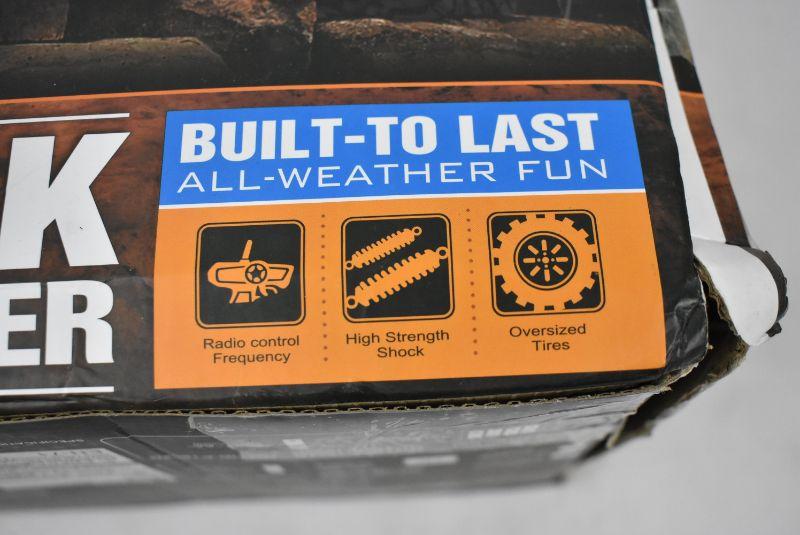 K
ER
BUILT-TO LAST
ALL-WEATHER FUN
Radio control
Frequency
High Strength
Shock
Oversized
Tires